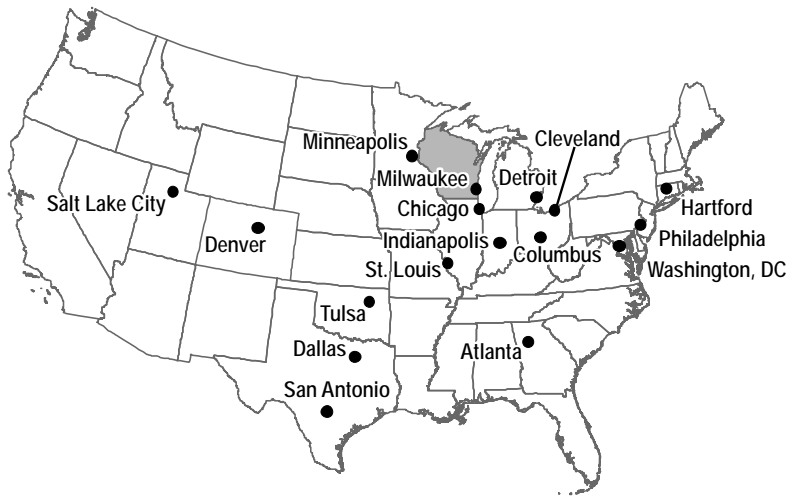 Cleveland
Minneapolis
Milwaukee
Detroit
Salt Lake City
Chicago
Hartford
Denver
Indianapolis
Columbus
Philadelphia
St. Louis
Washington, DC
Tulsa
Dallas
Atlanta
San Antonio